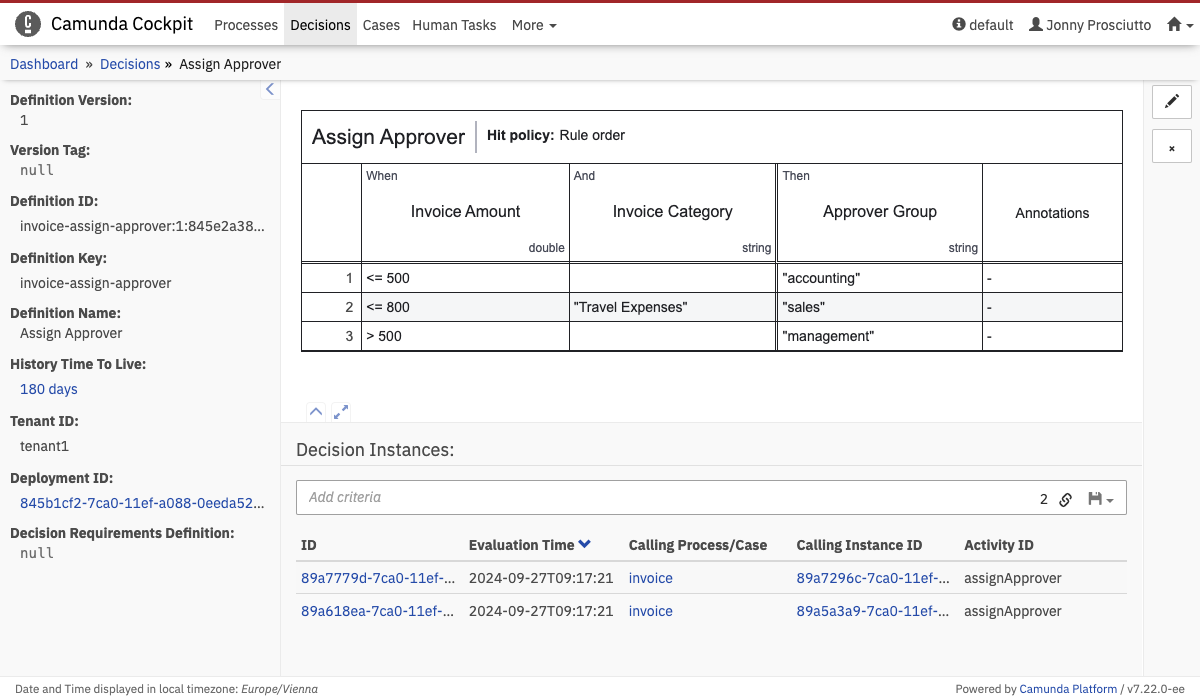 Camunda Cockpit Processes Decisions Cases Human Tasks More default Jonny Prosciutto
Dashboard » Decisions » Assign Approver
Definition Version:
1
Version Tag:
null
Definition ID:
invoice-assign-approver:1:845e2a38...
Definition Key:
invoice-assign-approver
Definition Name:
Assign Approver
History Time To Live:
180 days
Tenant ID:
tenant1
Deployment ID:
845b1cf2-7ca0-11ef-a088-0eeda52...
Decision Requirements Definition:
null
Assign Approver Hit policy: Rule order
When And Then
Invoice Amount Invoice Category Approver Group Annotations
double string string
1 <= 500 "accounting" -
2 <= 800 "Travel Expenses" "sales" -
3 > 500 "management" -
Decision Instances:
Add criteria 2
ID Evaluation Time Calling Process/Case Calling Instance ID Activity ID
89a7779d-7ca0-11ef-... 2024-09-27T09:17:21 invoice 89a7296c-7ca0-11ef-... assignApprover
89a618ea-7ca0-11ef-... 2024-09-27T09:17:21 invoice 89a5a3a9-7ca0-11ef-... assignApprover
Date and Time displayed in local timezone: Europe/Vienna Powered by Camunda Platform / v7.22.0-ee